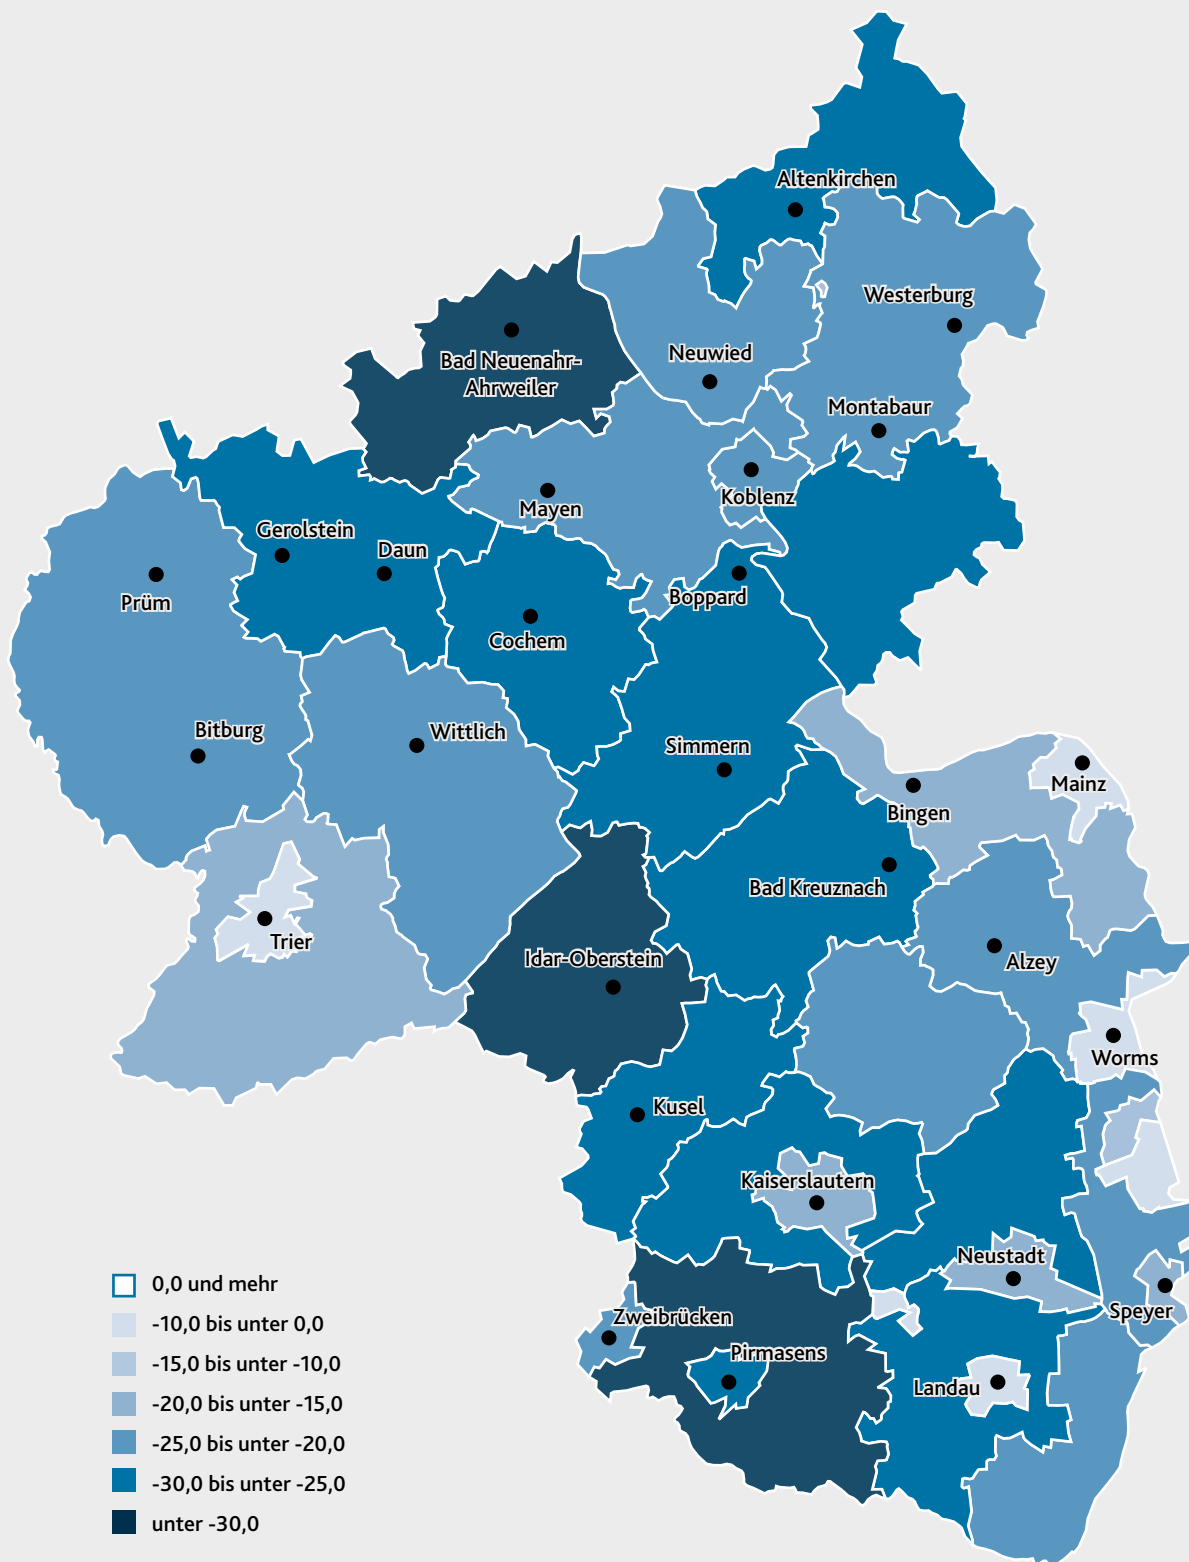 Altenkirchen
Westerburg
Bad Neuenahr-
Ahrweiler
Neuwied
Montabaur
Koblenz
Mayen
Gerolstein
Daun
Prüm
Boppard
Cochem
Bitburg
Wittlich
Simmern
Mainz
Bingen
Bad Kreuznach
Trier
Idar-Oberstein
Alzey
Worms
Kusel
Kaiserslautern
Neustadt
Speyer
Zweibrücken
Pirmasens
Landau
0,0 und mehr
-10,0 bis unter 0,0
-15,0 bis unter -10,0
-20,0 bis unter -15,0
-25,0 bis unter -20,0
-30,0 bis unter -25,0
unter -30,0